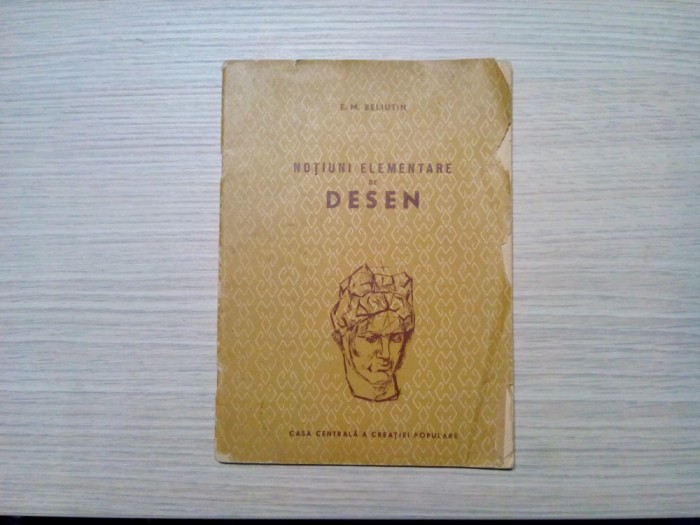 E. M. BELIUTIN
NOȚIUNI ELEMENTARE
DE
DESEN
CASA CENTRALĂ A CREAȚIEI POPULARE